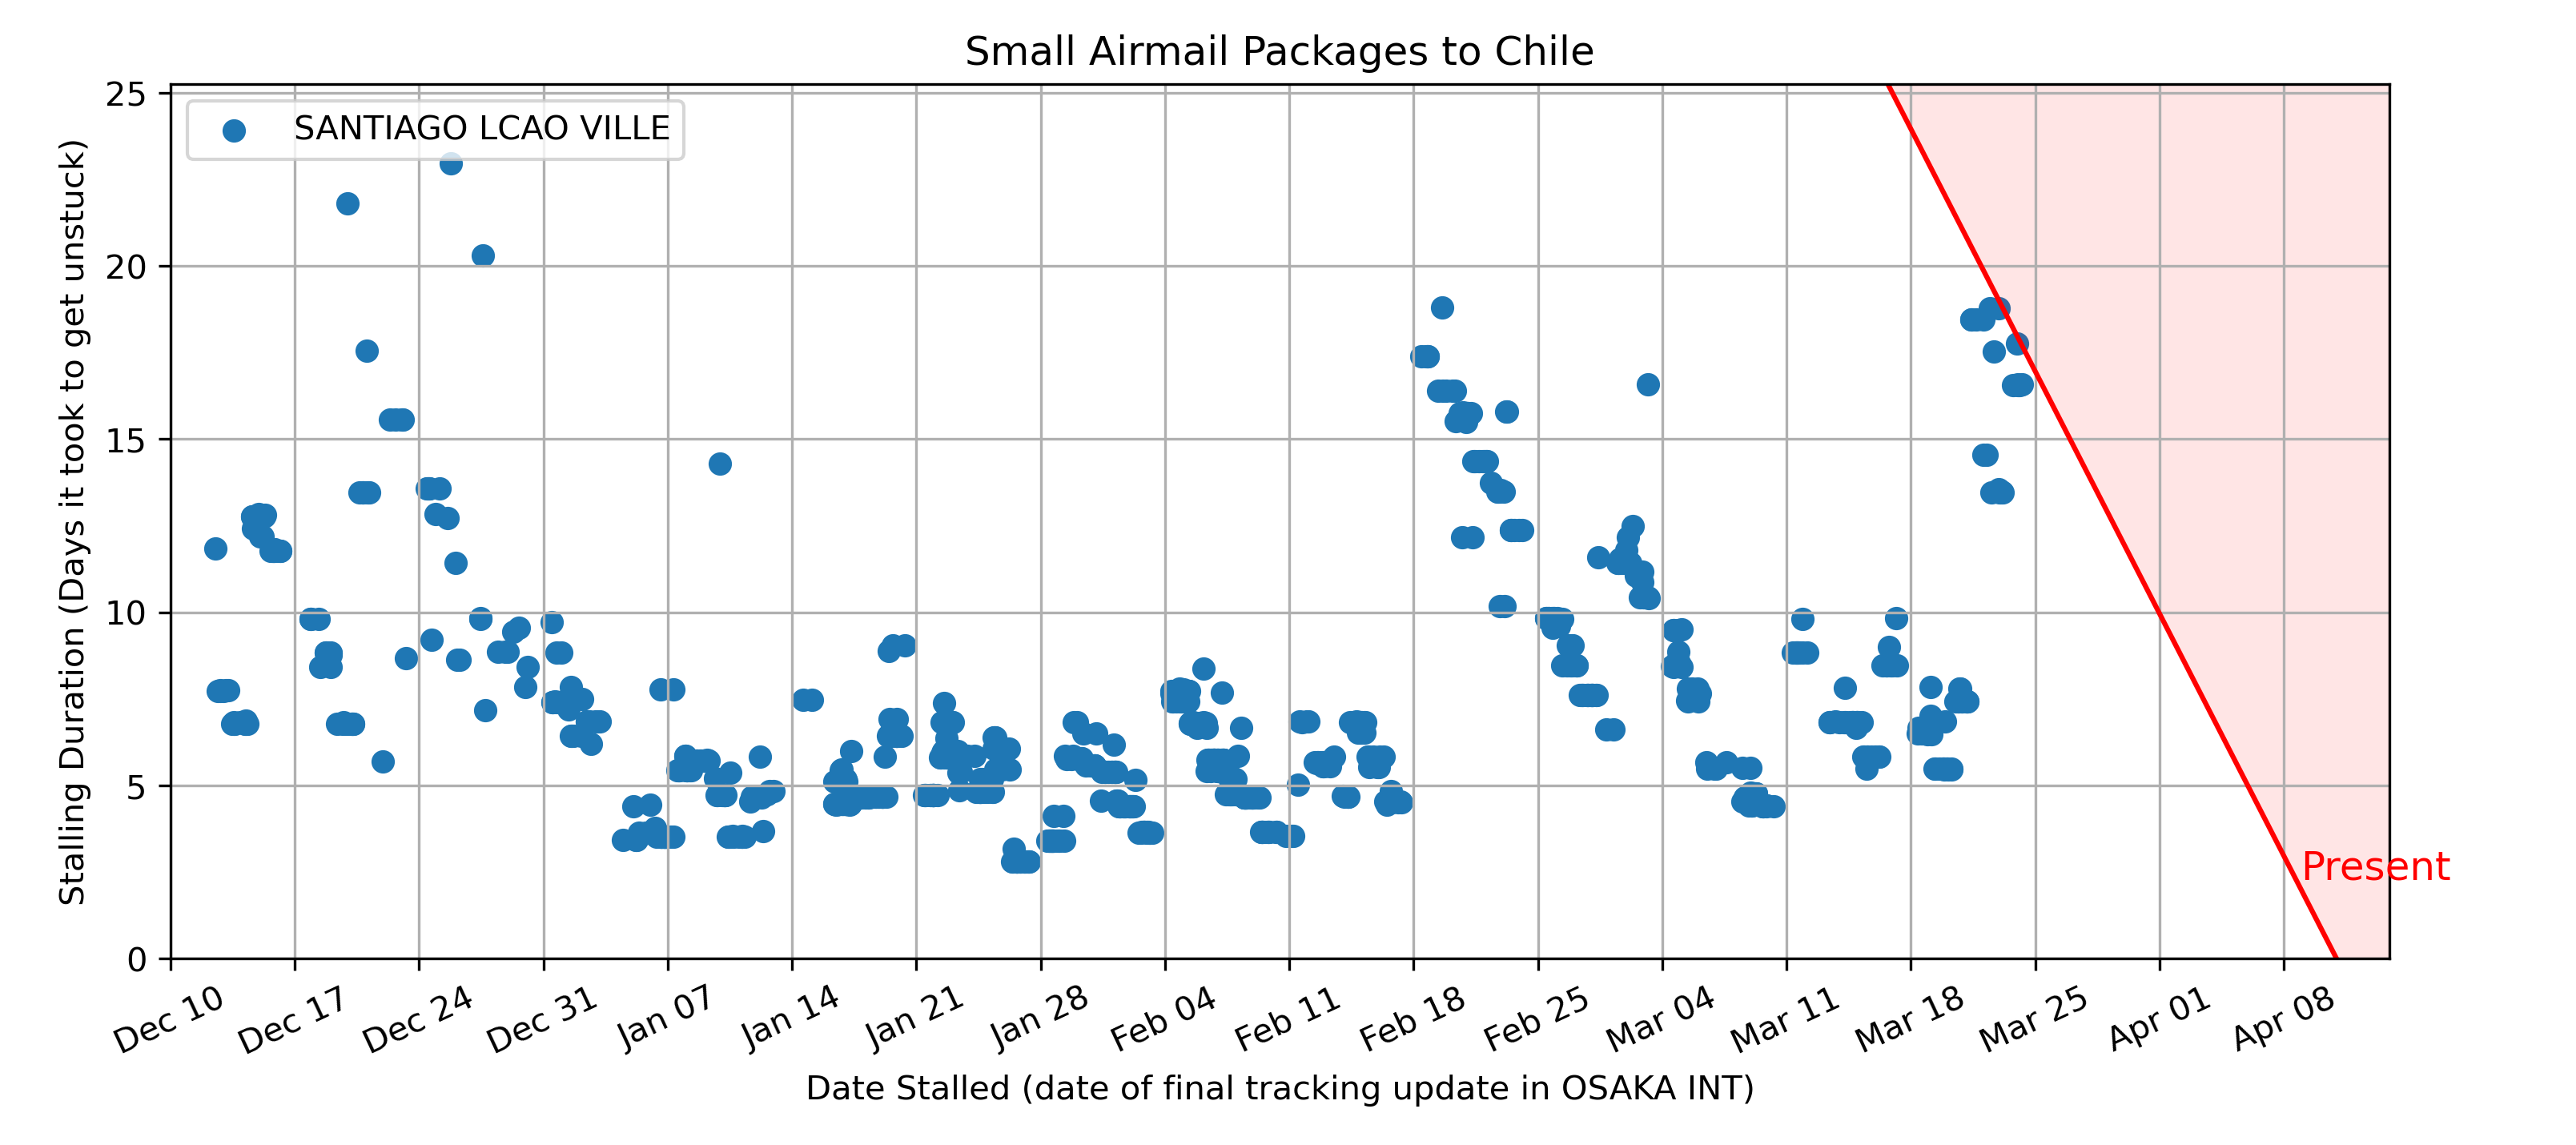 Small Airmail Packages to Chile
SANTIAGO LCAO VILLE
Stalling Duration (Days it took to get unstuck)
25
20
15
10
5
0
Present
Dec 10
Dec 17
Dec 24
Dec 31
Jan 07
Jan 14
Jan 21
Jan 28
Feb 04
Feb 11
Feb 18
Feb 25
Mar 04
Mar 11
Mar 18
Mar 25
Apr 01
Apr 08
Date Stalled (date of final tracking update in OSAKA INT)